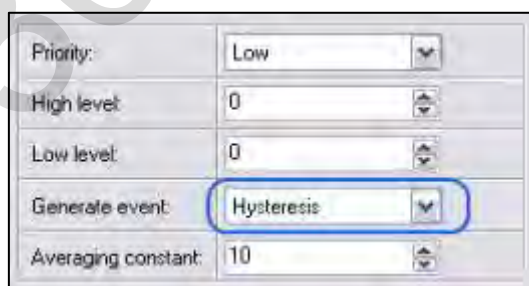 Priority: Low
High level: 0
Low level: 0
Generate event: Hysteresis
Averaging constant: 10